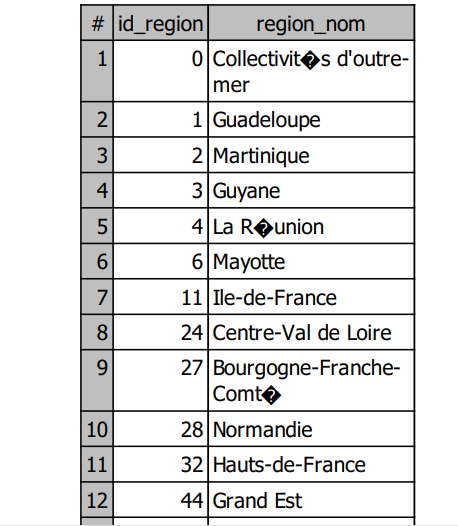 # id_region region_nom
1 0 Collectivit�s d'outre-
mer
2 1 Guadeloupe
3 2 Martinique
4 3 Guyane
5 4 La R�union
6 6 Mayotte
7 11 Ile-de-France
8 24 Centre-Val de Loire
9 27 Bourgogne-Franche-
Comt�
10 28 Normandie
11 32 Hauts-de-France
12 44 Grand Est